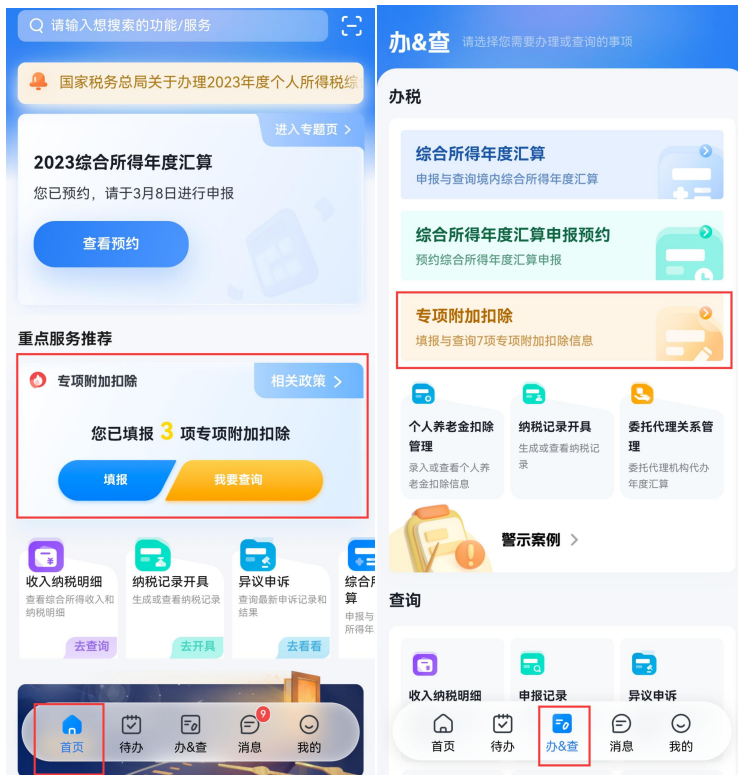 请输入想搜索的功能/服务
国家税务总局关于办理2023年度个人所得税综
进入专题页 >
2023综合所得年度汇算
您已预约，请于3月8日进行申报
查看预约
重点服务推荐
专项附加扣除
相关政策 >
您已填报 3 项专项附加扣除
填报
我要查询
收入纳税明细
查看综合所得收入和
纳税明细
去查询
纳税记录开具
生成或查看纳税记录
去开具
异议申诉
查询最新申诉记录和
结果
去看看
综合所
算
申报与
所得年
首页
待办
办&查
9
消息
我的
办&查
请选择您需要办理或查询的事项
办税
综合所得年度汇算
申报与查询境内综合所得年度汇算
综合所得年度汇算申报预约
预约综合所得年度汇算申报
专项附加扣除
填报与查询7项专项附加扣除信息
个人养老金扣除
管理
录入或查看个人养
老金扣除信息
纳税记录开具
生成或查看纳税记
录
委托代理关系管
理
委托代理机构代办
年度汇算
警示案例 >
查询
收入纳税明细
申报记录
异议申诉
首页
待办
办&查
消息
我的